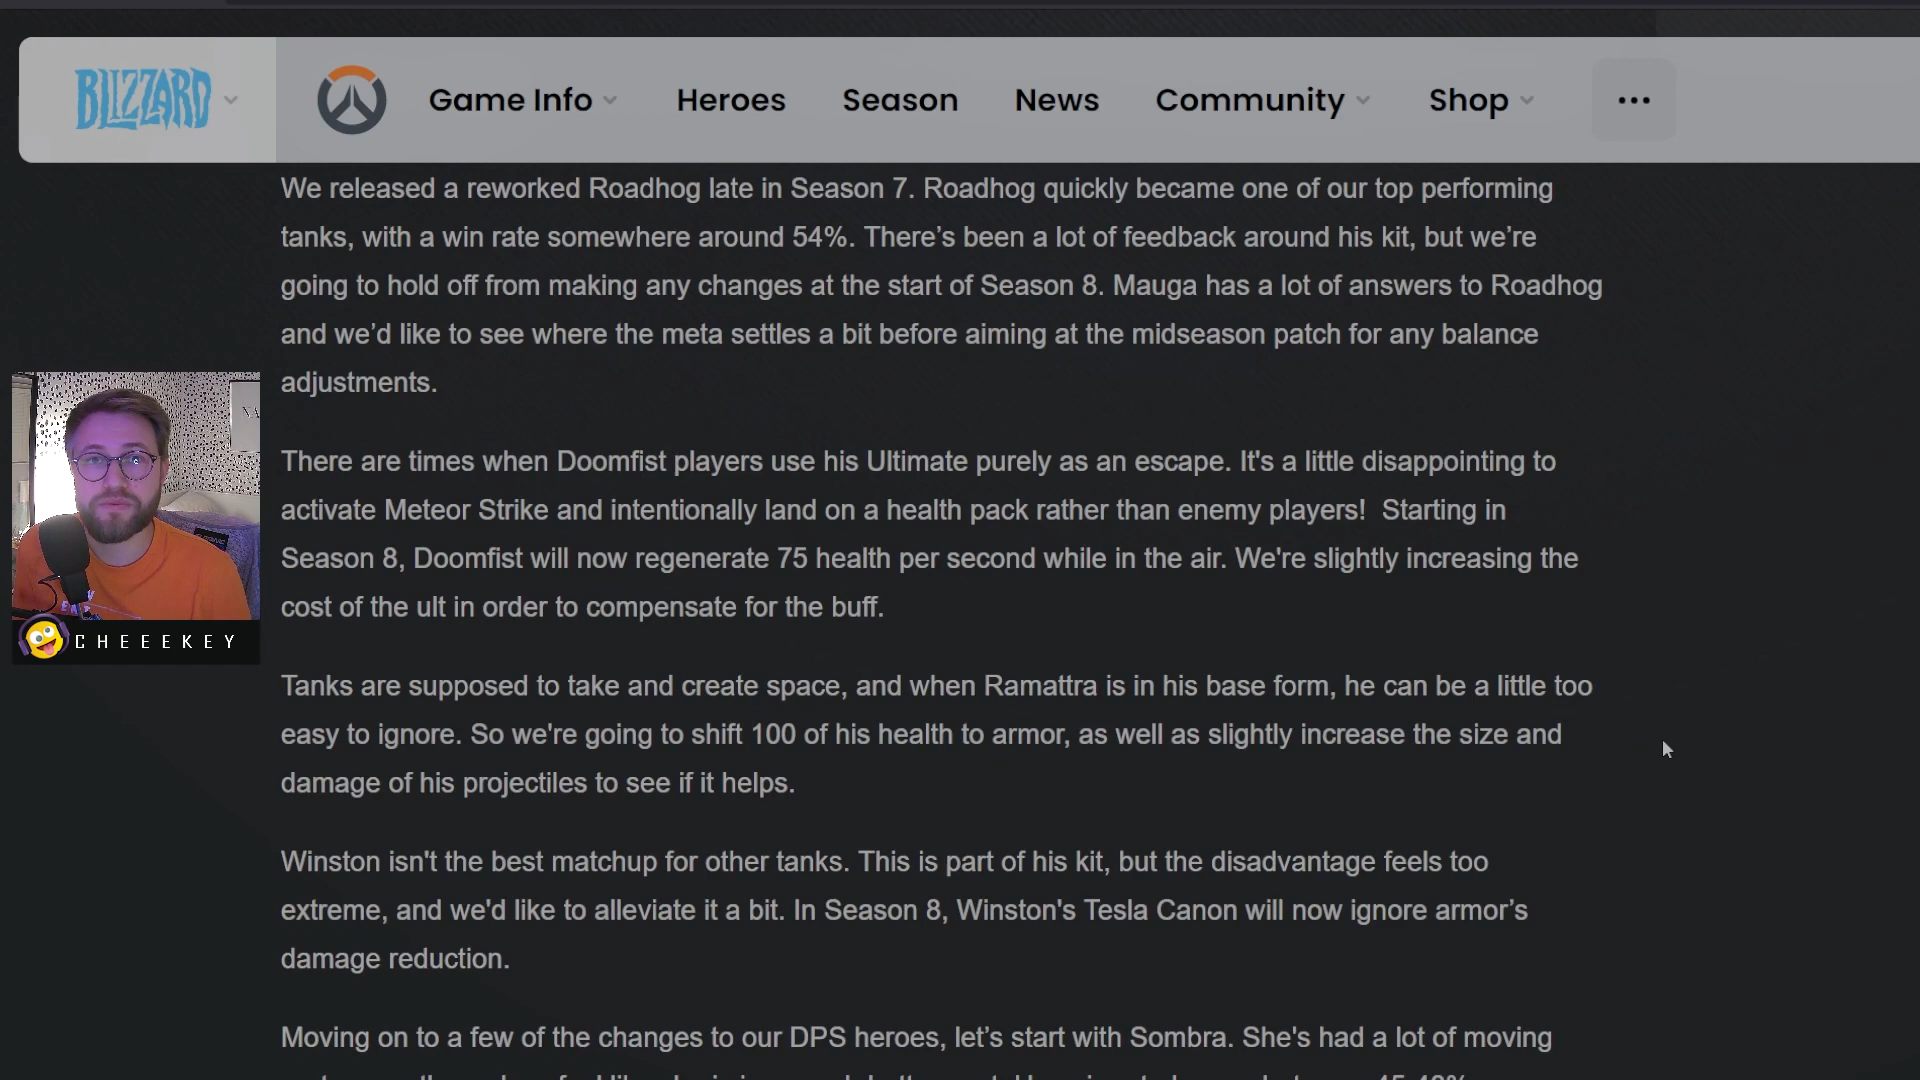 BLIZZARD
Game Info
Heroes
Season
News
Community
Shop
We released a reworked Roadhog late in Season 7. Roadhog quickly became one of our top performing
tanks, with a win rate somewhere around 54%. There’s been a lot of feedback around his kit, but we’re
going to hold off from making any changes at the start of Season 8. Mauga has a lot of answers to Roadhog
and we’d like to see where the meta settles a bit before aiming at the midseason patch for any balance
adjustments.
There are times when Doomfist players use his Ultimate purely as an escape. It's a little disappointing to
activate Meteor Strike and intentionally land on a health pack rather than enemy players!  Starting in
Season 8, Doomfist will now regenerate 75 health per second while in the air. We're slightly increasing the
cost of the ult in order to compensate for the buff.
Tanks are supposed to take and create space, and when Ramattra is in his base form, he can be a little too
easy to ignore. So we're going to shift 100 of his health to armor, as well as slightly increase the size and
damage of his projectiles to see if it helps.
Winston isn't the best matchup for other tanks. This is part of his kit, but the disadvantage feels too
extreme, and we'd like to alleviate it a bit. In Season 8, Winston's Tesla Canon will now ignore armor’s
damage reduction.
Moving on to a few of the changes to our DPS heroes, let’s start with Sombra. She's had a lot of moving
CHEEEKEY